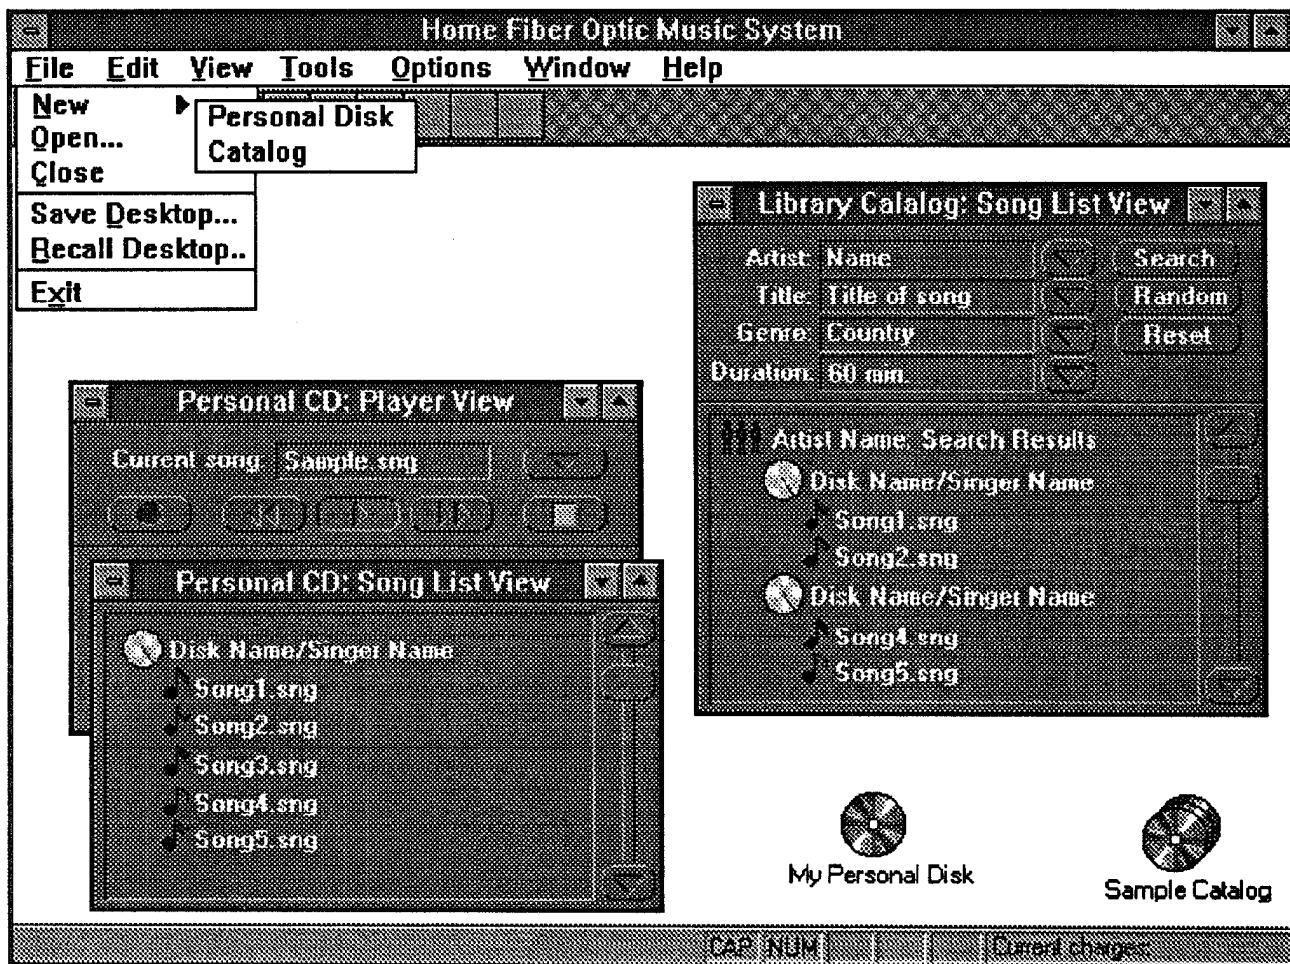 Home Fiber Optic Music System
File Edit View Tools Options Window Help
New
Open...
Close
Save Desktop...
Recall Desktop..
Exit
Personal Disk
Catalog
Library Calalog: Song List View
Artist: Name Search
Title: Title of song Random
Genre: Country Reset
Duration: 60 min.
Artist Name: Search Results
Disk Name/Singer Name
Song1.sng
Song2.sng
Disk Name/Singer Name
Song4.sng
Song5.sng
Personal CD: Player View
Current song: Sample.sng
Personal CD: Song List View
Disk Name/Singer Name
Song1.sng
Song2.sng
Song3.sng
Song4.sng
Song5.sng
My Personal Disk
Sample Catalog
CAP NUM Current charges: